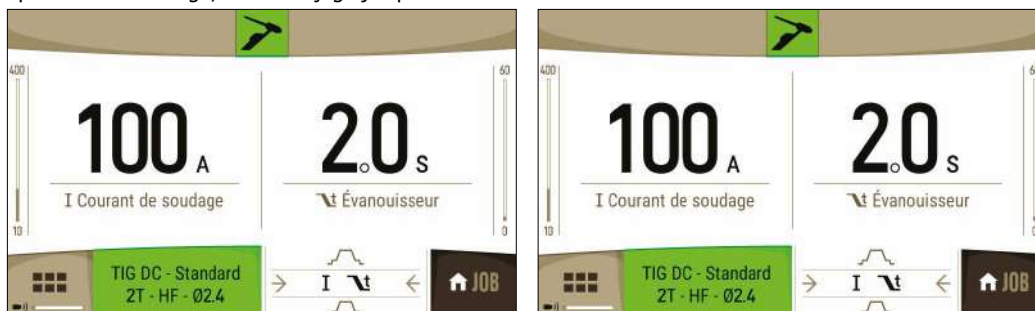 400
60
100 A
2.0 S
I Courant de soudage
t Évanouisseur
10
0
TIG DC - Standard
2T - HF - Ø2.4
I t
JOB
400
100 A
2.0 S
I Courant de soudage
t Évanouisseur
10
TIG DC - Standard
2T - HF - Ø2.4
I t
JOB